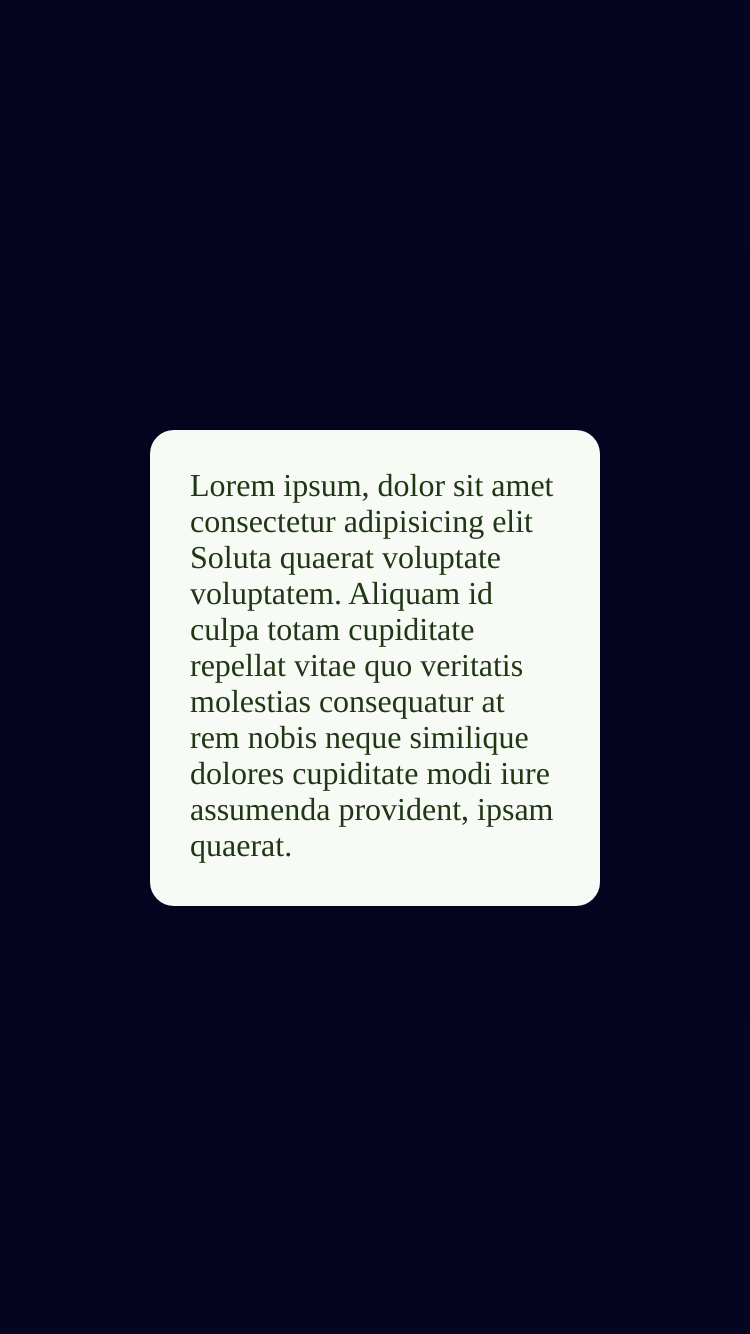 Lorem ipsum, dolor sit amet
consectetur adipisicing elit
Soluta quaerat voluptate
voluptatem. Aliquam id
culpa totam cupiditate
repellat vitae quo veritatis
molestias consequatur at
rem nobis neque similique
dolores cupiditate modi iure
assumenda provident, ipsam
quaerat.